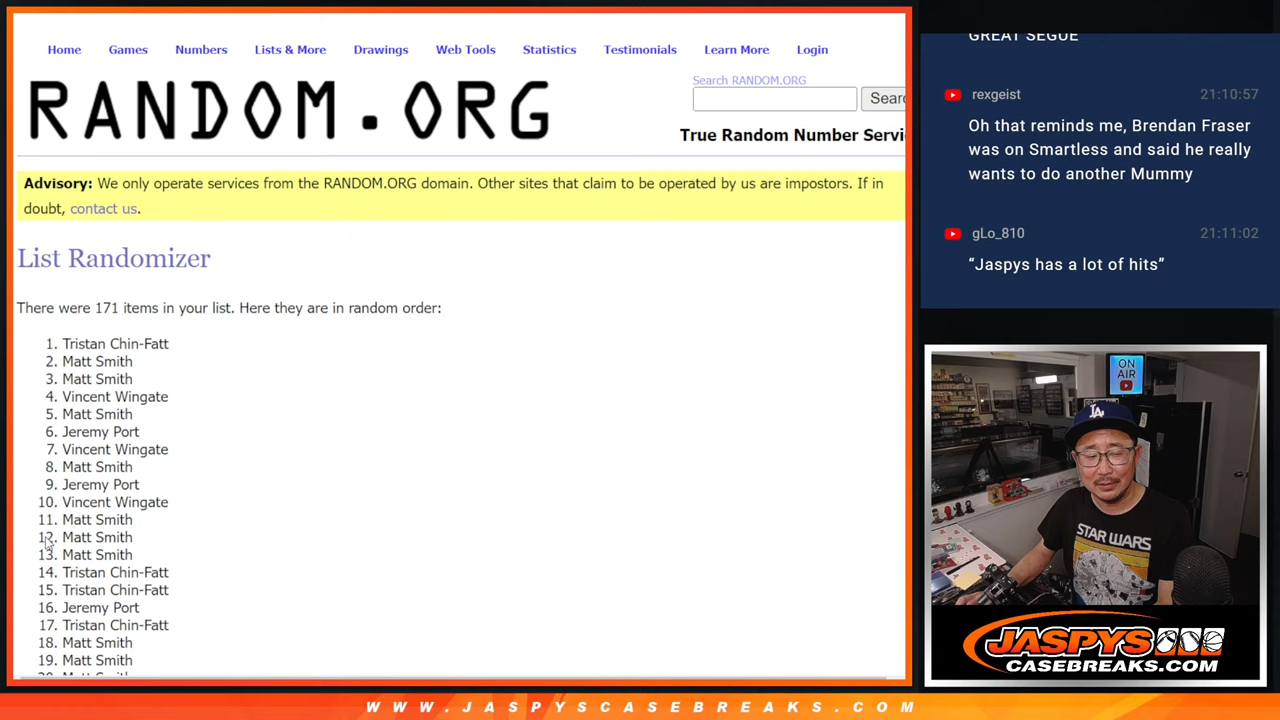 Home Games Numbers Lists & More Drawings Web Tools Statistics Testimonials Learn More Login
RANDOM.ORG
Search RANDOM.ORG
True Random Number Servi
Advisory: We only operate services from the RANDOM.ORG domain. Other sites that claim to be operated by us are impostors. If in
doubt, contact us.
List Randomizer
There were 171 items in your list. Here they are in random order:
1. Tristan Chin-Fatt
2. Matt Smith
3. Matt Smith
4. Vincent Wingate
5. Matt Smith
6. Jeremy Port
7. Vincent Wingate
8. Matt Smith
9. Jeremy Port
10. Vincent Wingate
11. Matt Smith
12. Matt Smith
13. Matt Smith
14. Tristan Chin-Fatt
15. Tristan Chin-Fatt
16. Jeremy Port
17. Tristan Chin-Fatt
18. Matt Smith
19. Matt Smith
GREAT SEGUE
rexgeist 21:10:57
Oh that reminds me, Brendan Fraser
was on Smartless and said he really
wants to do another Mummy
gLo_810 21:11:02
“Jaspys has a lot of hits”
ON
AIR
LA
STAR WARS
JASPYS
CASEBREAKS.COM
WWW.JASPYSCASEBREAKS.COM